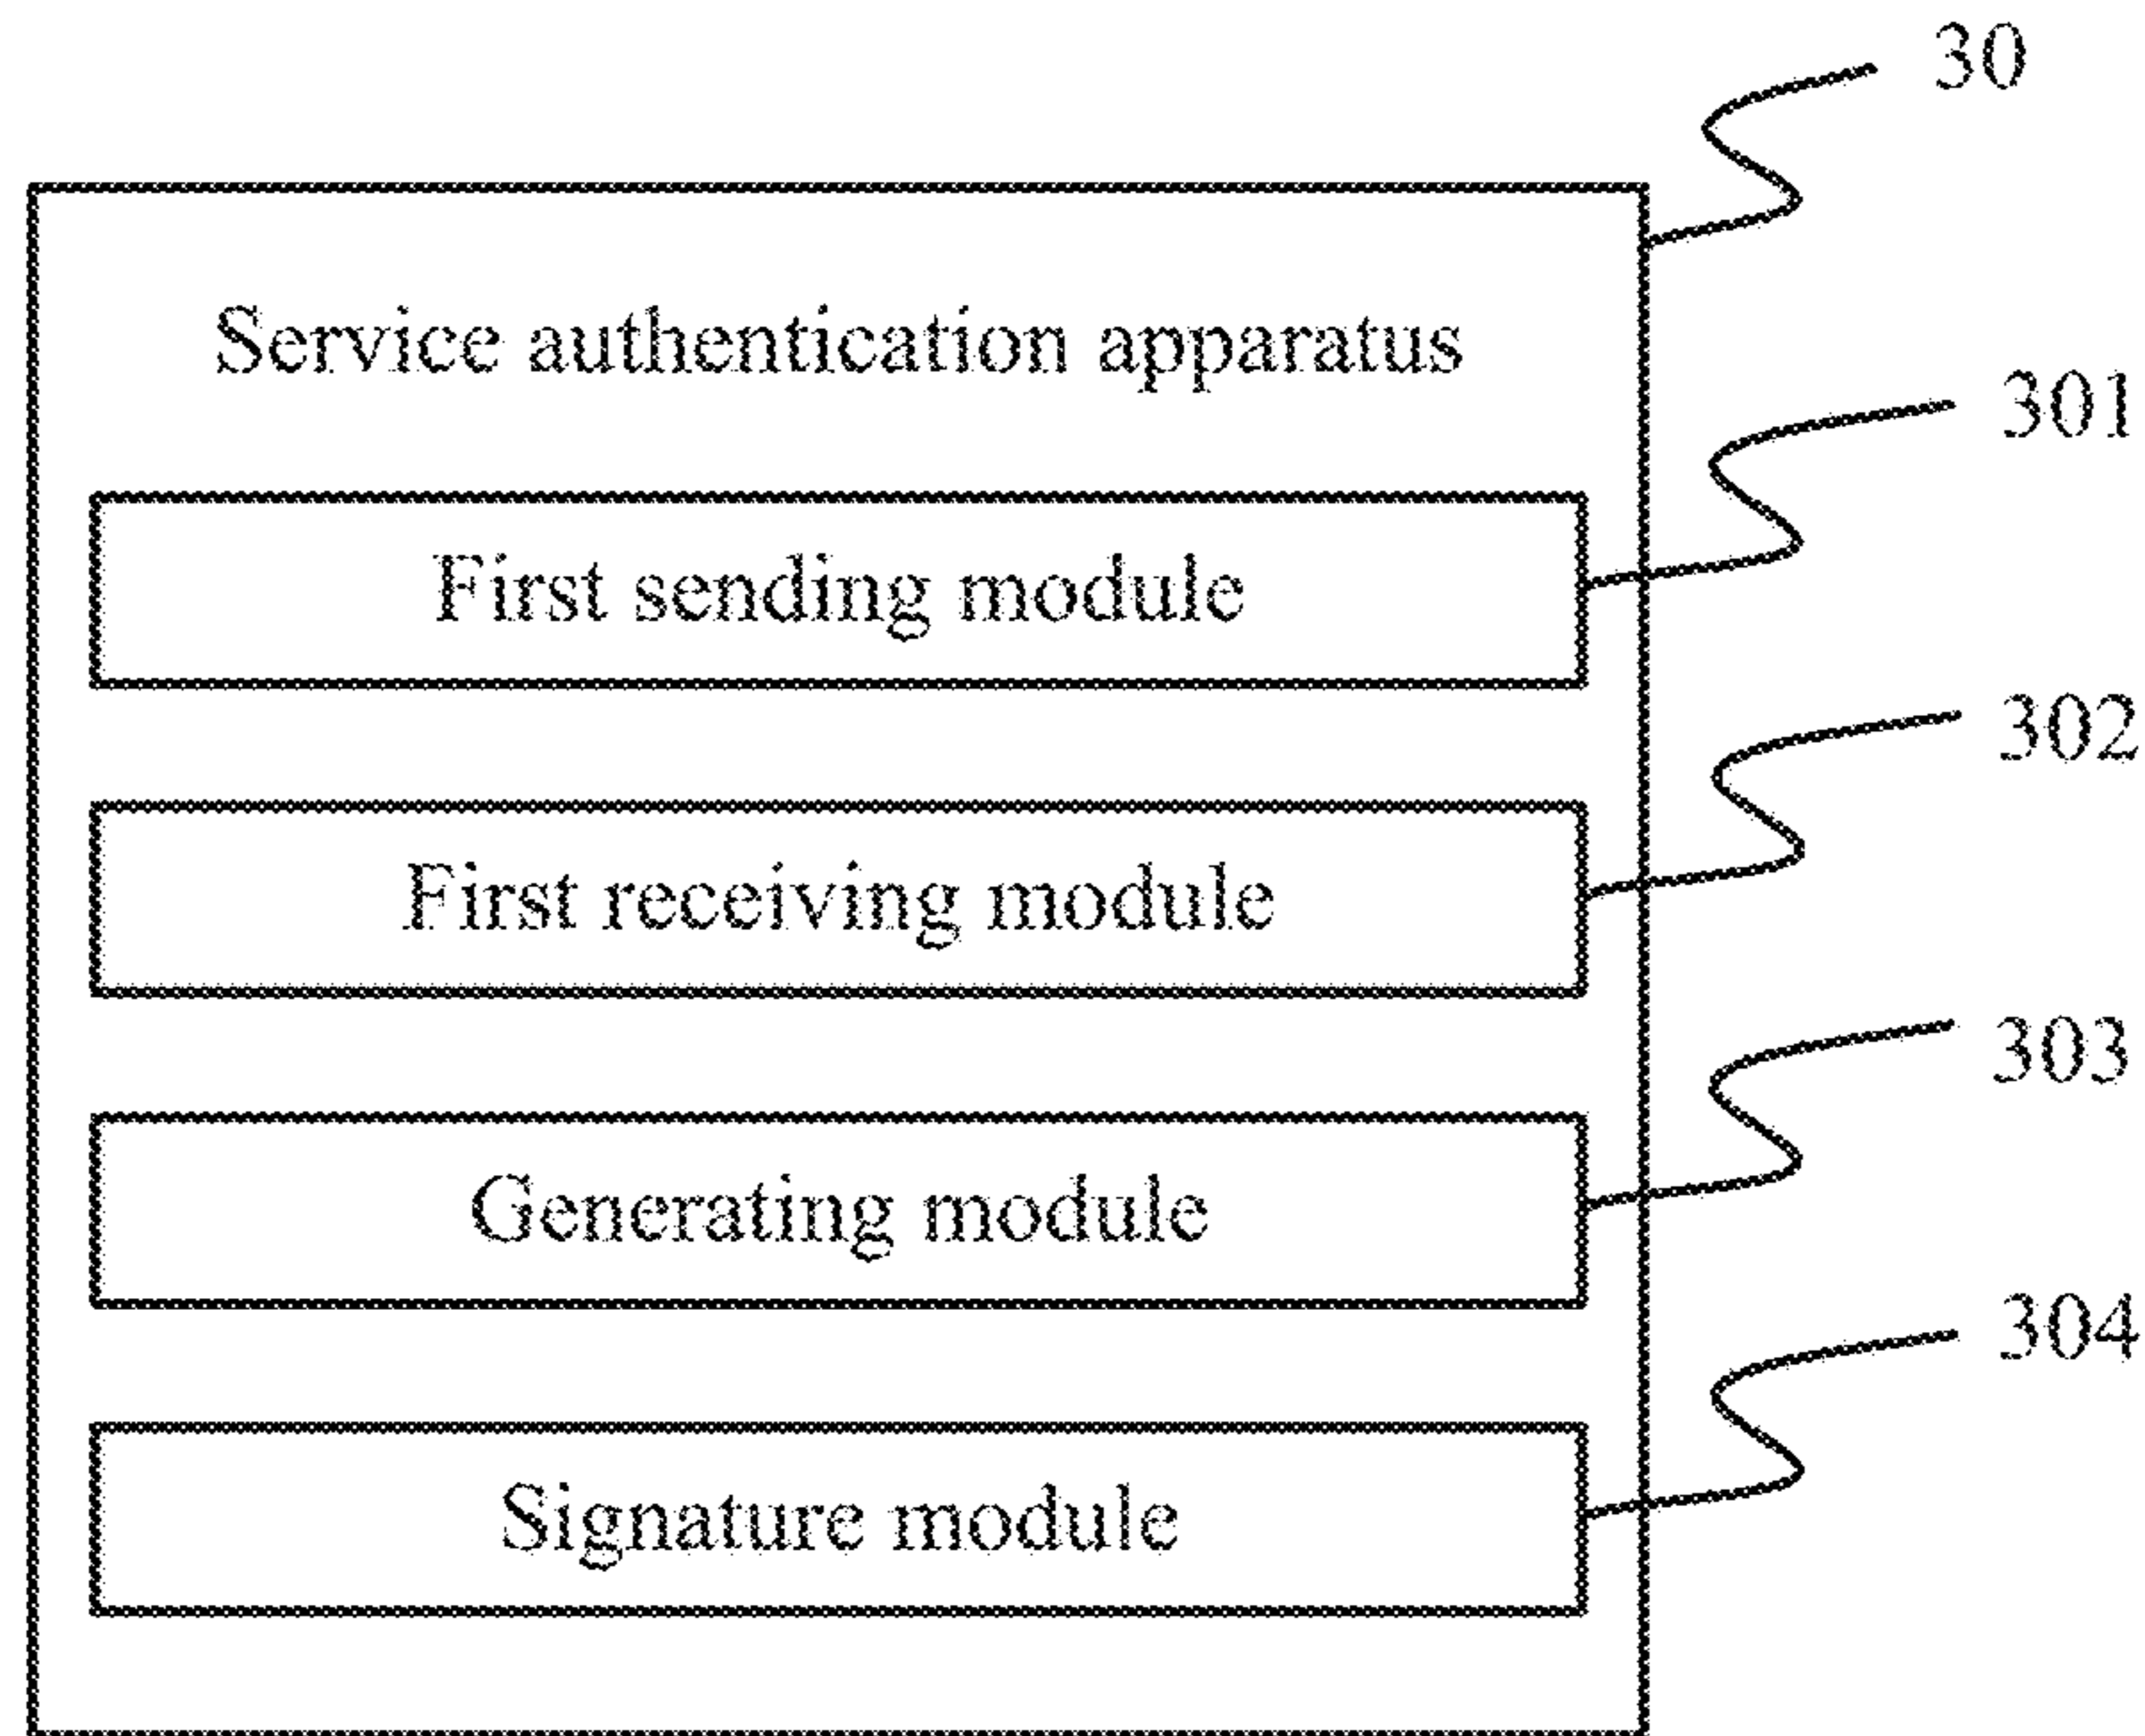 30
Service authentication apparatus
301
First sending module
302
First receiving module
303
Generating module
304
Signature module